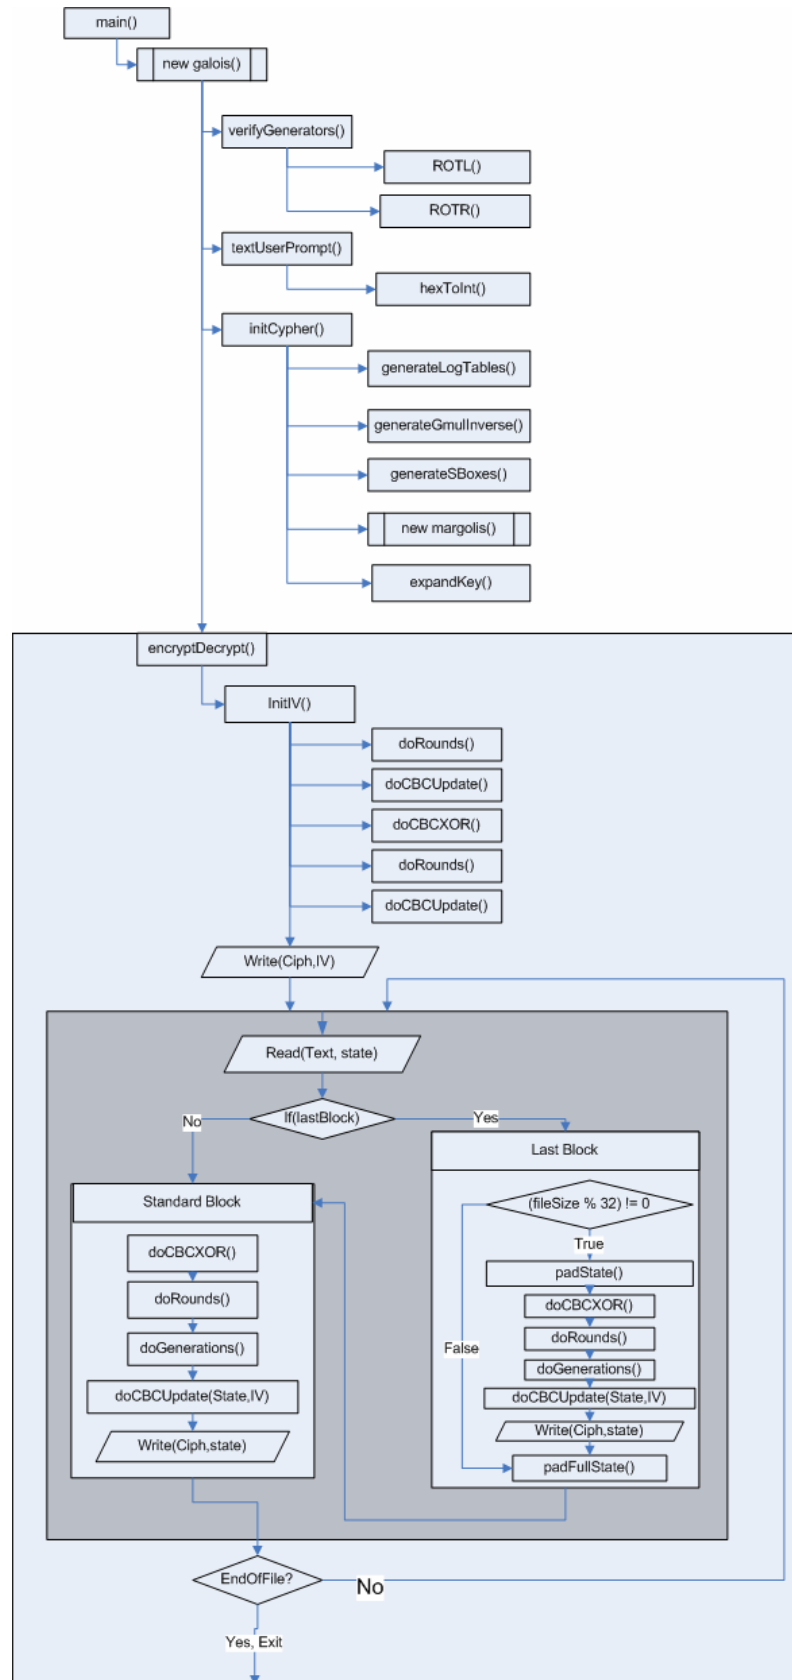 main()
new galois()
verifyGenerators()
ROTL()
ROTR()
textUserPrompt()
hexToInt()
initCypher()
generateLogTables()
generateGmulInverse()
generateSBoxes()
new margolis()
expandKey()
encryptDecrypt()
InitIV()
doRounds()
doCBCUpdate()
doCBCXOR()
doRounds()
doCBCUpdate()
Write(Ciph,IV)
Read(Text, state)
If(lastBlock)
No
Yes
Last Block
Standard Block
(fileSize % 32) != 0
True
padState()
doCBCXOR()
doRounds()
doGenerations()
doCBCUpdate(State,IV)
Write(Ciph,state)
False
doCBCXOR()
doRounds()
doGenerations()
doCBCUpdate(State,IV)
Write(Ciph,state)
padFullState()
EndOfFile?
No
Yes, Exit